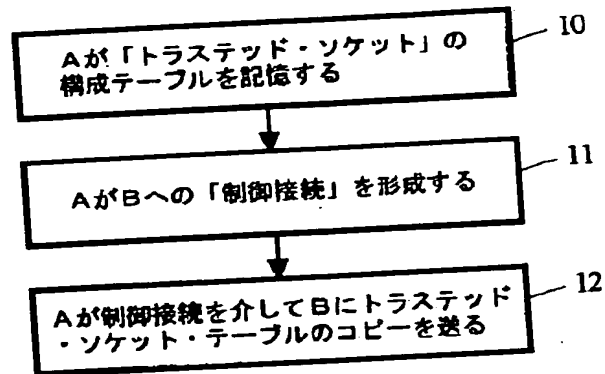 Aが「トラステッド・ソケット」の
構成テーブルを記憶する
10
AがBへの「制御接続」を形成する
11
Aが制御接続を介してBにトラステッド
・ソケット・テーブルのコピーを送る
12